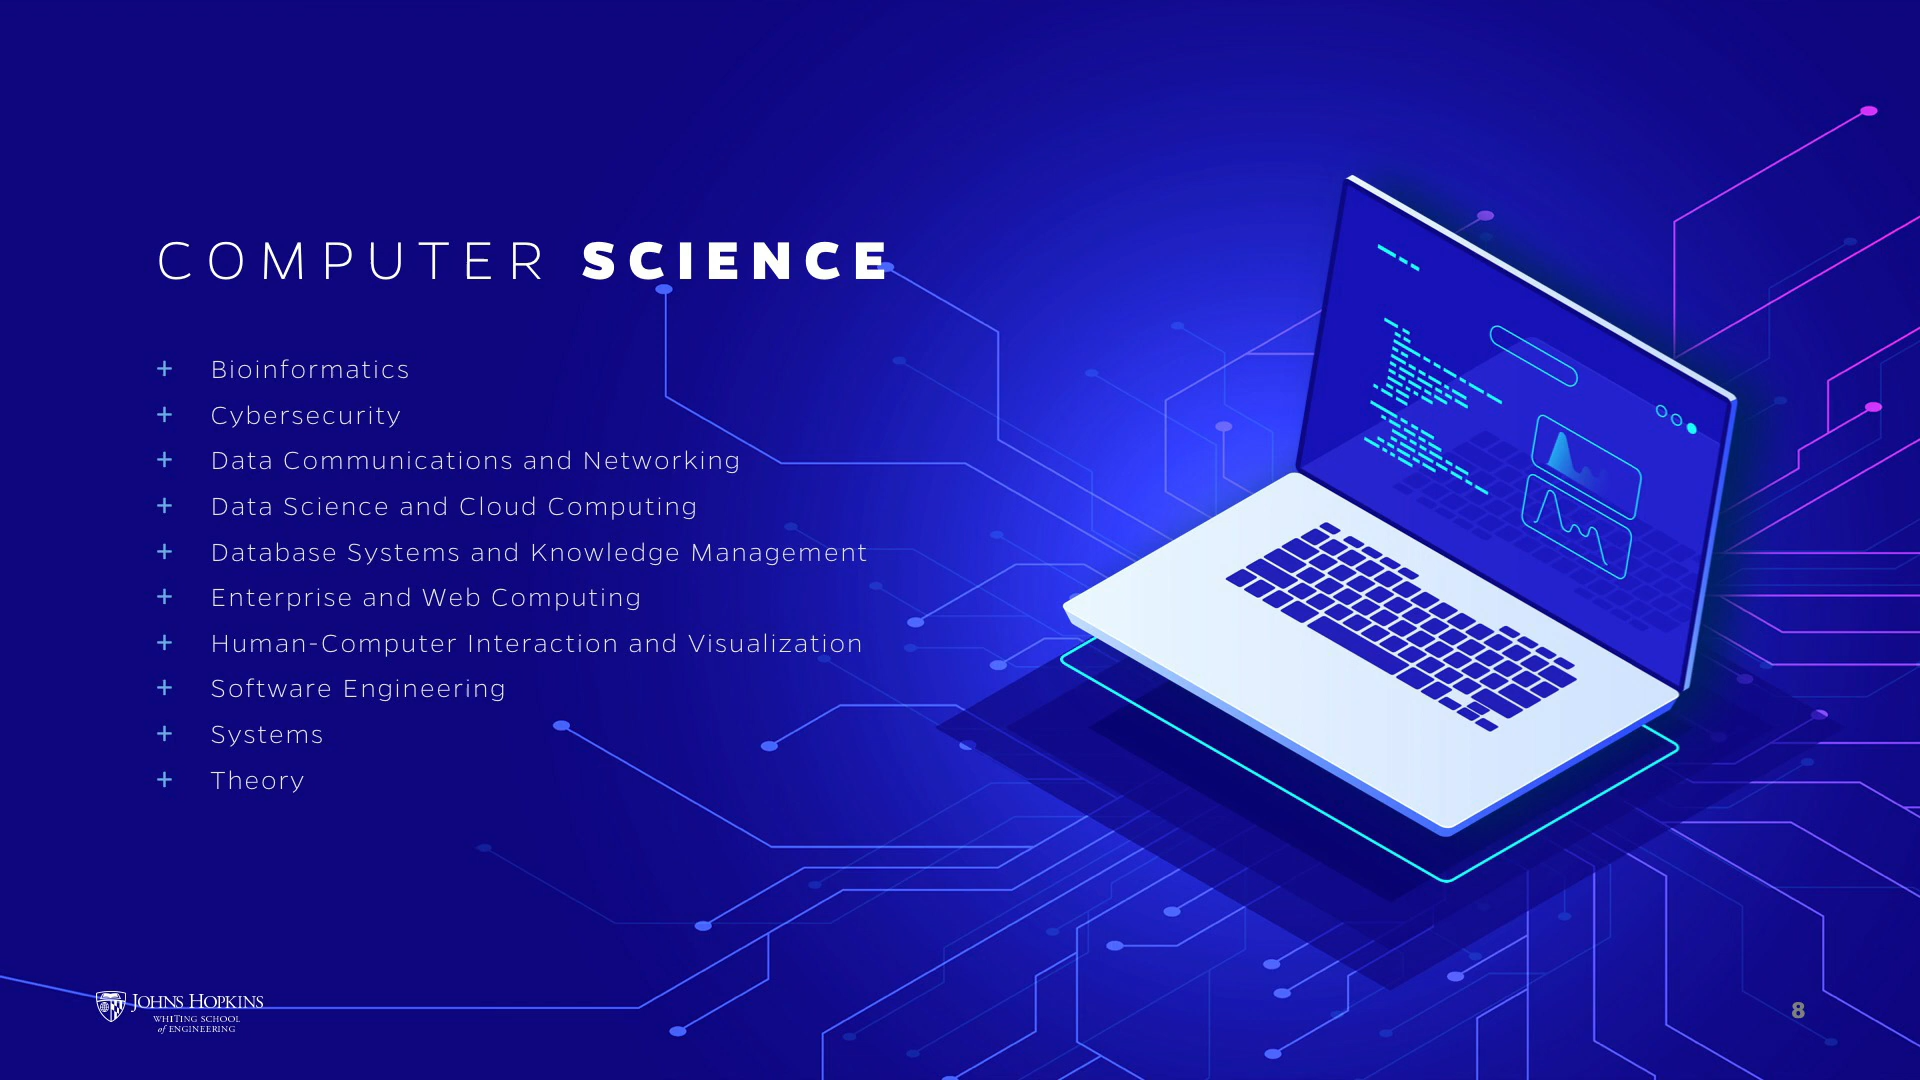 COMPUTER SCIENCE
+ Bioinformatics
+ Cybersecurity
+ Data Communications and Networking
+ Data Science and Cloud Computing
+ Database Systems and Knowledge Management
+ Enterprise and Web Computing
+ Human-Computer Interaction and Visualization
+ Software Engineering
+ Systems
+ Theory
JOHNS HOPKINS
WHITING SCHOOL
of ENGINEERING
8